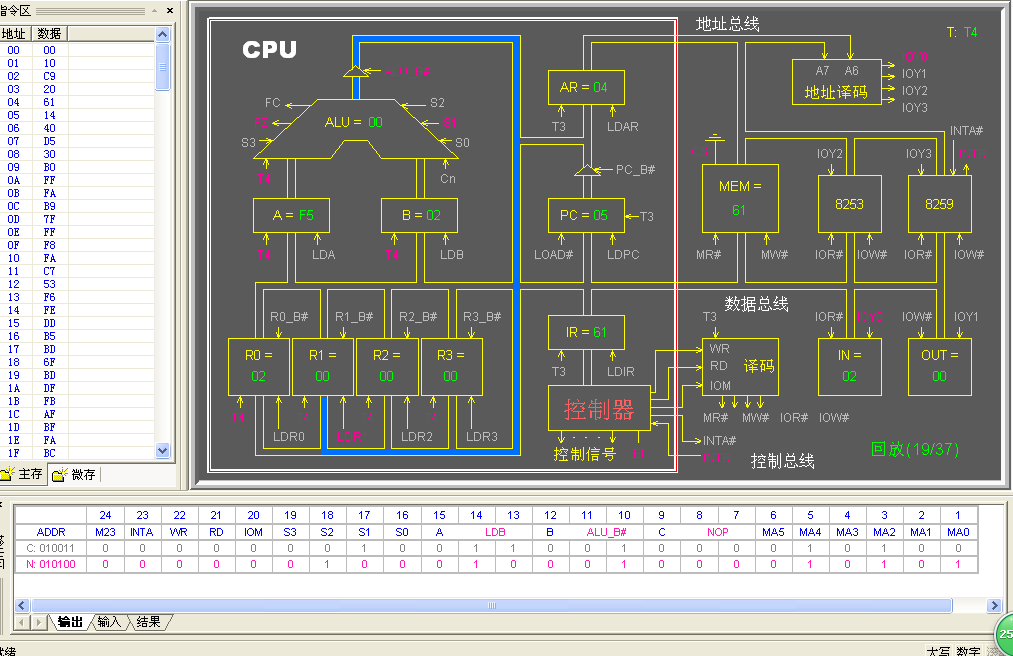 指令区
地址 数据
00 00
01 10
02 C9
03 20
04 61
05 14
06 40
07 D5
08 30
09 B0
0A FF
0B FA
0C B9
0D 7F
0E FF
0F F8
10 FA
11 C7
12 53
13 F6
14 FE
15 DD
16 B5
17 BD
18 6F
19 BD
1A DF
1B FB
1C AF
1D BF
1E FA
1F BC
主存 微存
CPU
地址总线
T: T4
FC
S2
S1
S3
S0
T4
Cn
ALU = 00
A = F5
B = 02
T4
LDA
T4
LDB
AR = 04
T3
LDAR
PC_B#
PC = 05
T3
LOAD#
LDPC
A7 A6
地址译码
IOY0
IOY1
IOY2
IOY3
MEM =
61
MR#
MW#
IOY2
8253
IOR#
IOW#
INTA#
IOY3
8259
IOR#
IOW#
数据总线
R0_B#
R1_B#
R2_B#
R3_B#
R0 =
02
R1 =
00
R2 =
00
R3 =
00
LDR0
LDR2
LDR3
IR = 61
T3
LDIR
控制器
控制信号
T3
WR
RD
IOM
译码
MR# MW# IOR# IOW#
INTA#
控制总线
IOR#
IN =
02
IOW#
IOY1
OUT =
00
回放(19/37)
24 23 22 21 20 19 18 17 16 15 14 13 12 11 10 9 8 7 6 5 4 3 2 1
ADDR M23 INTA WR RD IOM S3 S2 S1 S0 A LDB B ALU_B# C NOP MA5 MA4 MA3 MA2 MA1 MA0
C: 010011 0 0 0 0 0 0 0 1 0 0 1 1 0 0 1 0 0 0 0 1 0 1 0 0
N: 010100 0 0 0 0 0 0 1 0 0 0 1 0 0 0 1 0 0 0 0 1 0 1 0 1
输出 输入 结果
大写 数字
25